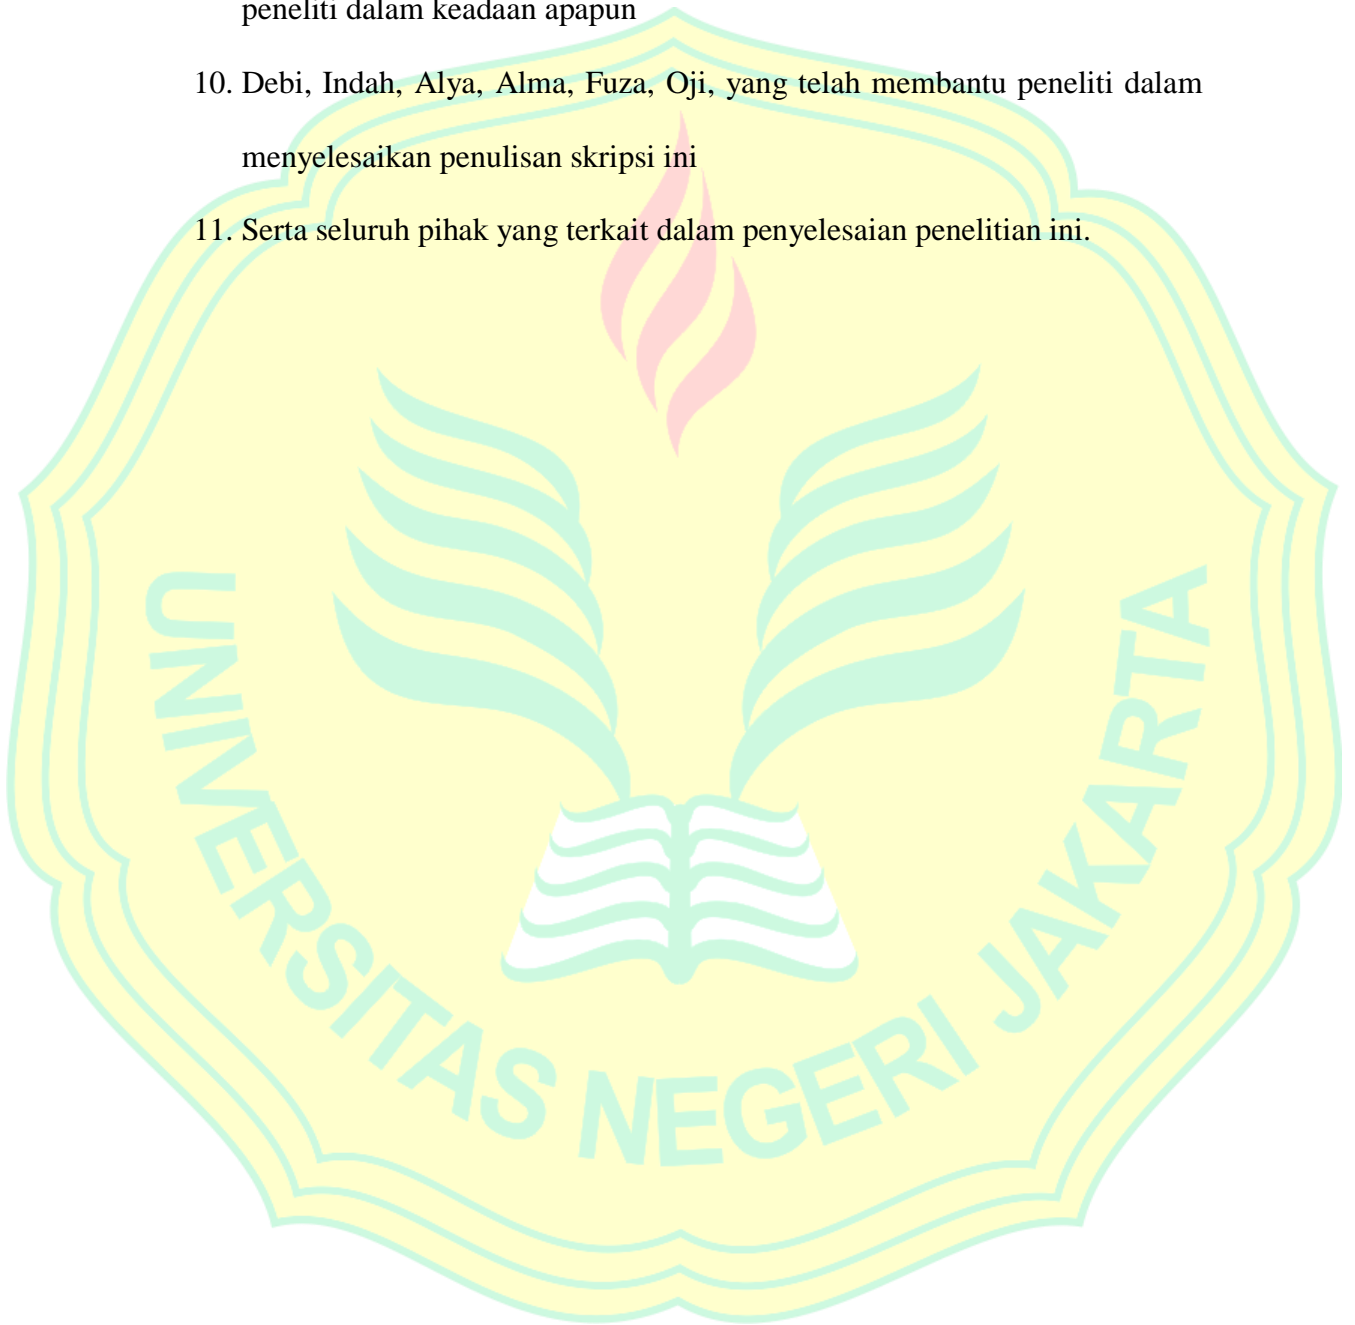 peneliti dalam keadaan apapun
10. Debi, Indah, Alya, Alma, Fuza, Oji, yang telah membantu peneliti dalam
menyelesaikan penulisan skripsi ini
11. Serta seluruh pihak yang terkait dalam penyelesaian penelitian ini.
UNIVERSITAS NEGERI JAKARTA